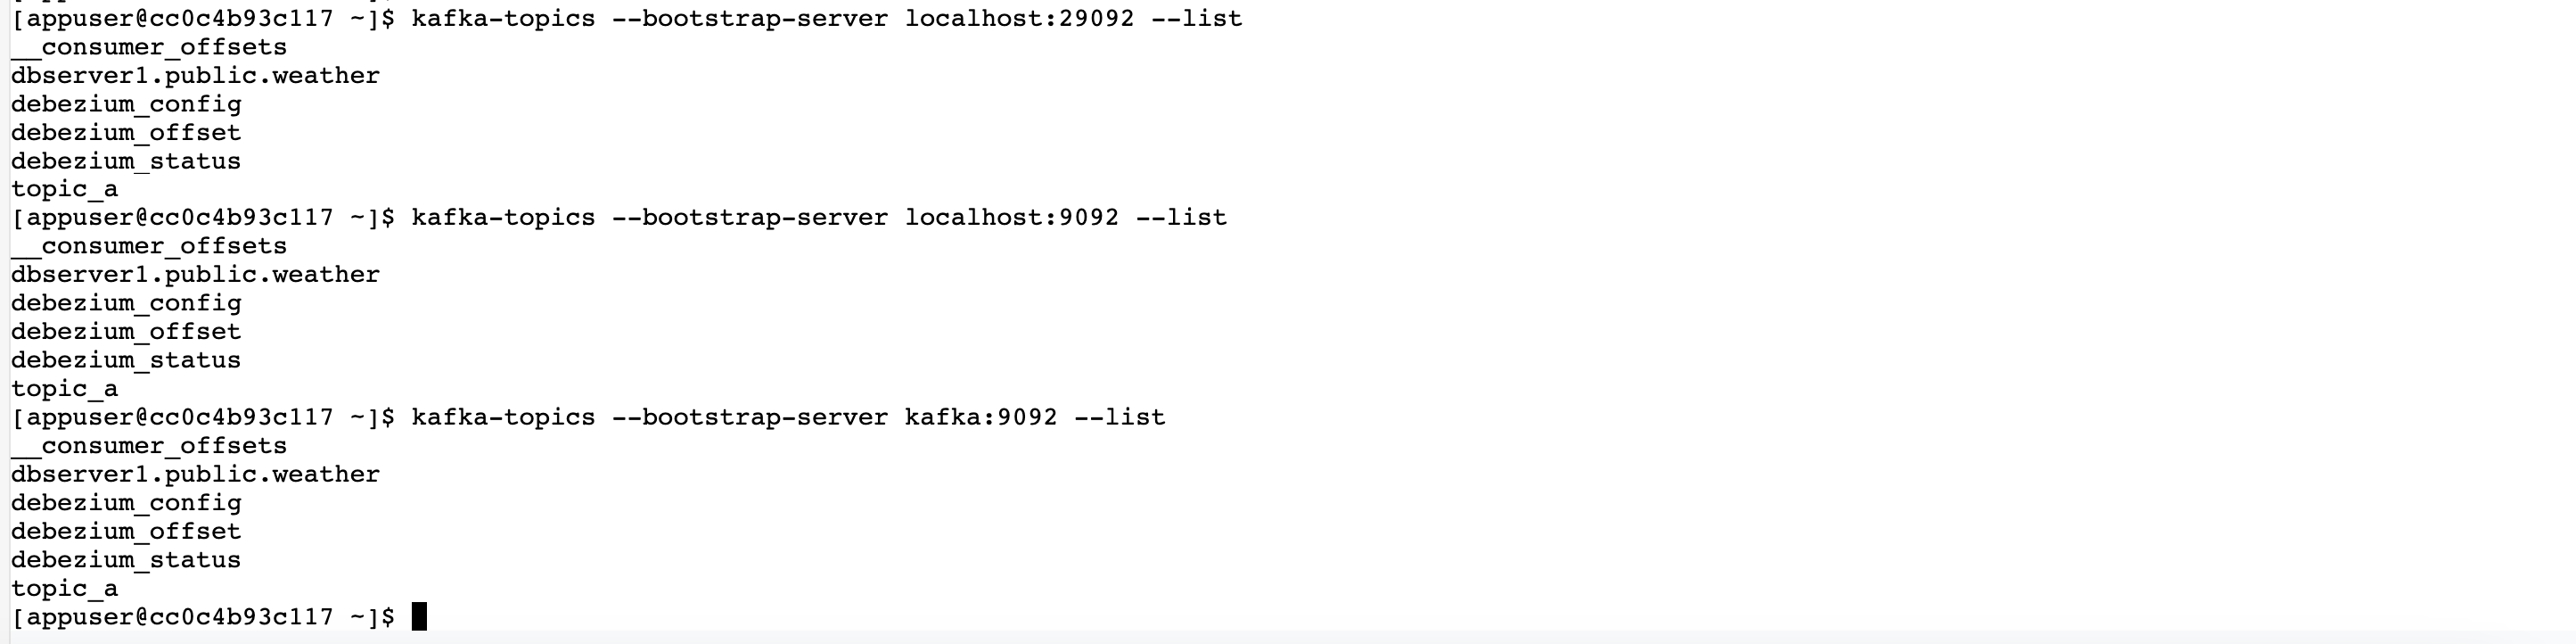 [appuser@cc0c4b93c117 ~]$ kafka-topics --bootstrap-server localhost:29092 --list
__consumer_offsets
dbserver1.public.weather
debezium_config
debezium_offset
debezium_status
topic_a
[appuser@cc0c4b93c117 ~]$ kafka-topics --bootstrap-server localhost:9092 --list
__consumer_offsets
dbserver1.public.weather
debezium_config
debezium_offset
debezium_status
topic_a
[appuser@cc0c4b93c117 ~]$ kafka-topics --bootstrap-server kafka:9092 --list
__consumer_offsets
dbserver1.public.weather
debezium_config
debezium_offset
debezium_status
topic_a
[appuser@cc0c4b93c117 ~]$